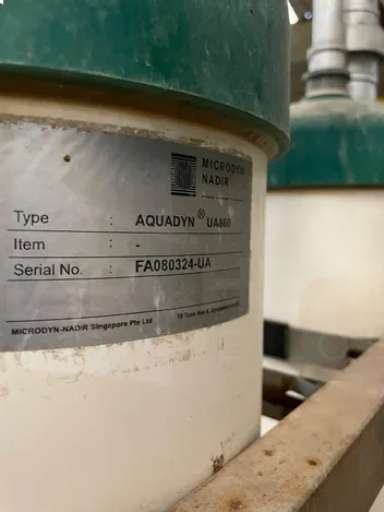 MICRODYN
NADIR
Type : AQUADYN® UA860
Item : -
Serial No. : FA080324-UA
MICRODYN-NADIR Singapore Pte Ltd